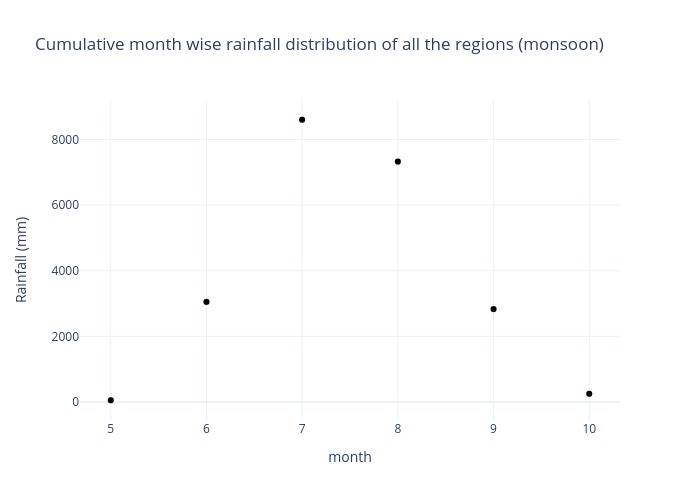 Cumulative month wise rainfall distribution of all the regions (monsoon)
8000
6000
4000
2000
0
5 6 7 8 9 10
month
Rainfall (mm)